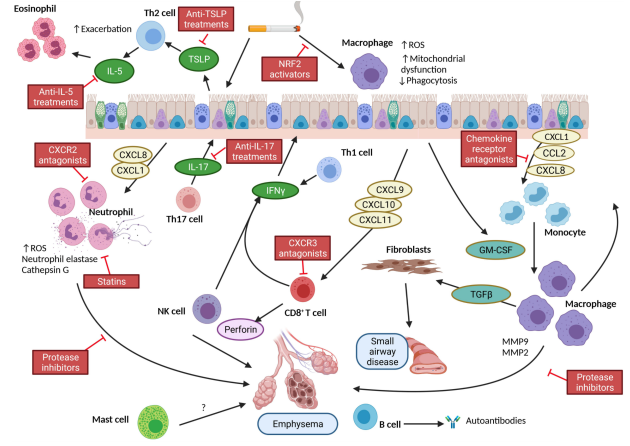 Eosinophil
↑ Exacerbation
Th2 cell
Anti-TSLP
treatments
IL-5
TSLP
Anti-IL-5
treatments
NRF2
activators
Macrophage
↑ ROS
↑ Mitochondrial
dysfunction
↓ Phagocytosis
CXCR2
antagonists
CXCL8
CXCL1
IL-17
Anti-IL-17
treatments
Th17 cell
Th1 cell
IFNγ
CXCL9
CXCL10
CXCL11
Chemokine
receptor
antagonists
CXCL1
CCL2
CXCL8
Monocyte
Neutrophil
↑ ROS
Neutrophil elastase
Cathepsin G
Statins
CXCR3
antagonists
CD8+ T cell
NK cell
Perforin
Fibroblasts
GM-CSF
TGFβ
Macrophage
MMP9
MMP2
Small
airway
disease
Protease
inhibitors
Protease
inhibitors
Mast cell
?
Emphysema
B cell
Autoantibodies